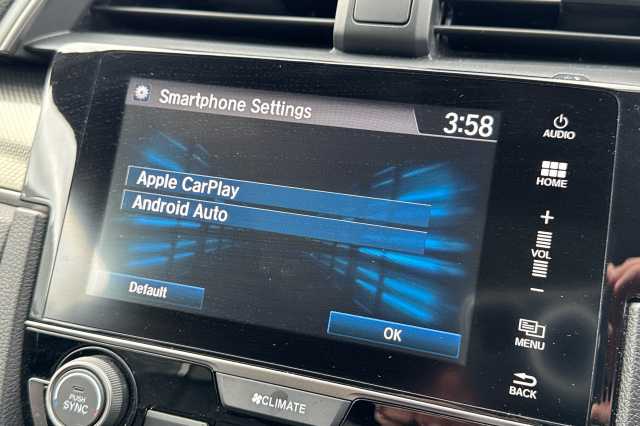 Smartphone Settings
3:58
Apple CarPlay
Android Auto
Default
OK
AUDIO
HOME
+
VOL
-
MENU
BACK
PUSH
SYNC
CLIMATE